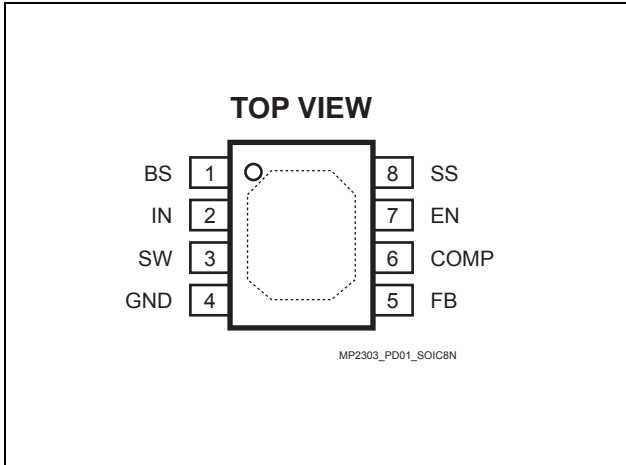 TOP VIEW
BS 1 8 SS
IN 2 7 EN
SW 3 6 COMP
GND 4 5 FB
MP2303_PD01_SOIC8N